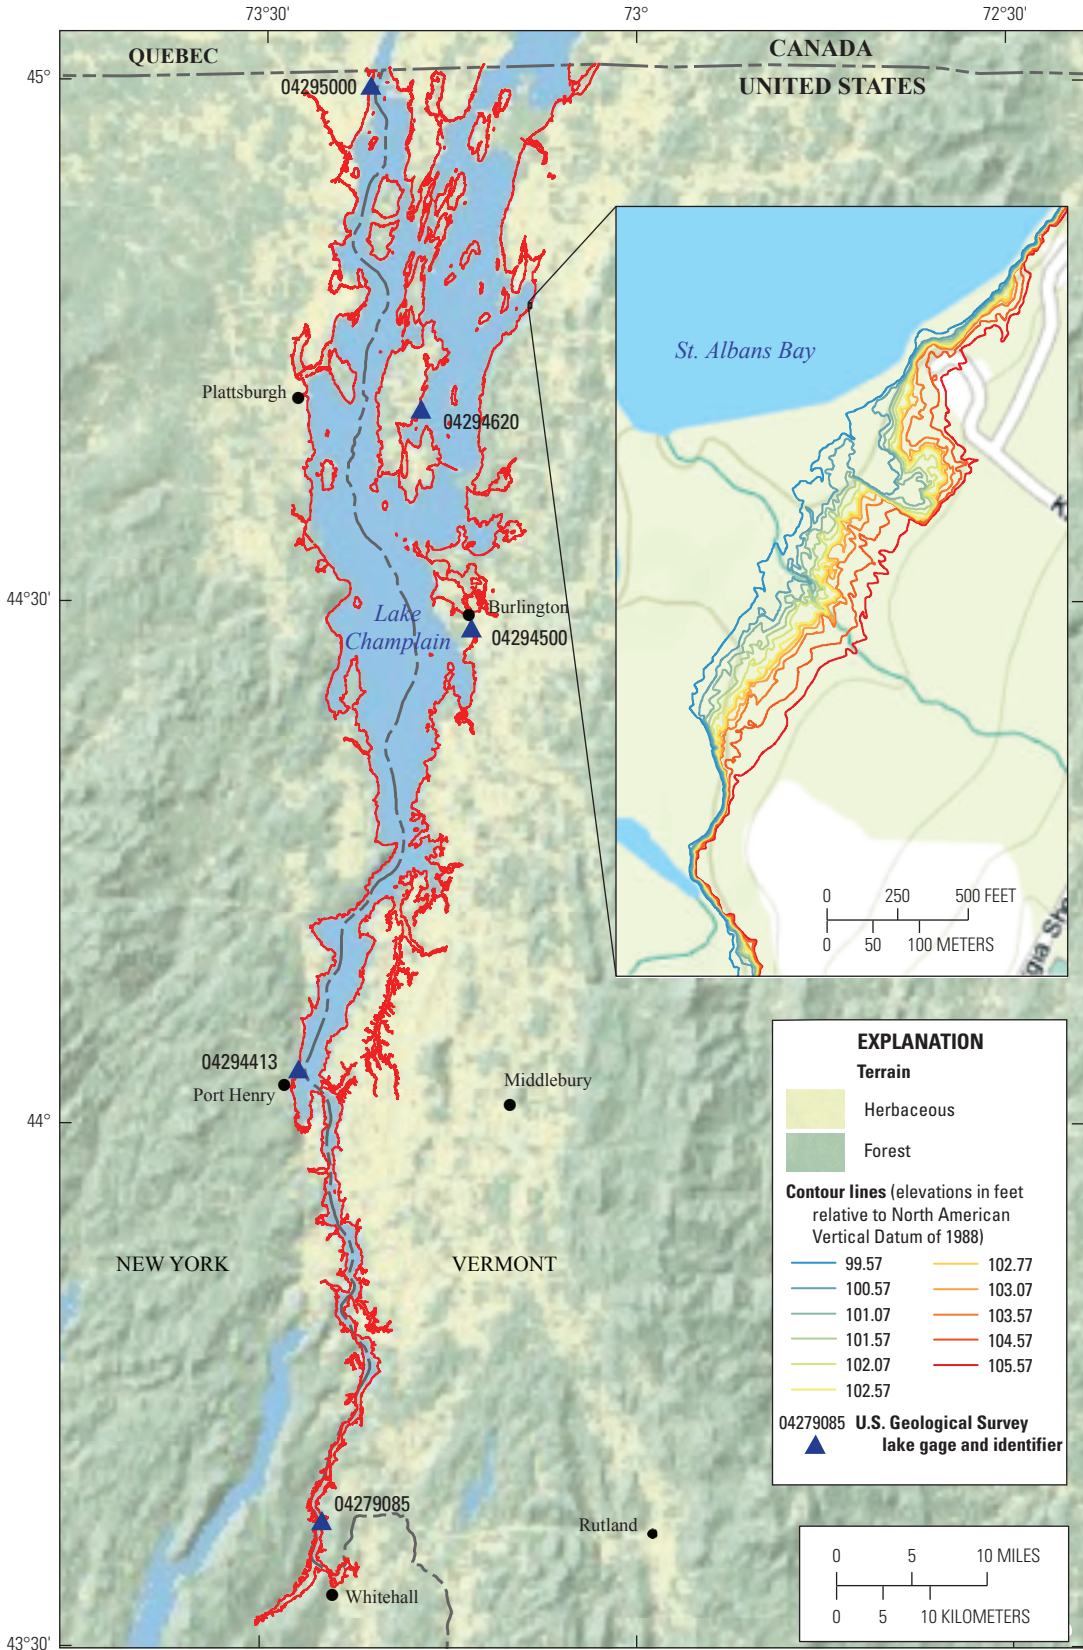 73°30'
73°
72°30'
QUEBEC
CANADA
45°
UNITED STATES
04295000
St. Albans Bay
Plattsburgh
04294620
44°30'
Burlington
Lake
Champlain
04294500
0 250 500 FEET
0 50 100 METERS
04294413
Port Henry
Middlebury
44°
NEW YORK
VERMONT
04279085
Rutland
Whitehall
43°30'
EXPLANATION
Terrain
Herbaceous
Forest
Contour lines (elevations in feet
relative to North American
Vertical Datum of 1988)
99.57
100.57
101.07
101.57
102.07
102.57
102.77
103.07
103.57
104.57
105.57
04279085 U.S. Geological Survey
lake gage and identifier
0 5 10 MILES
0 5 10 KILOMETERS